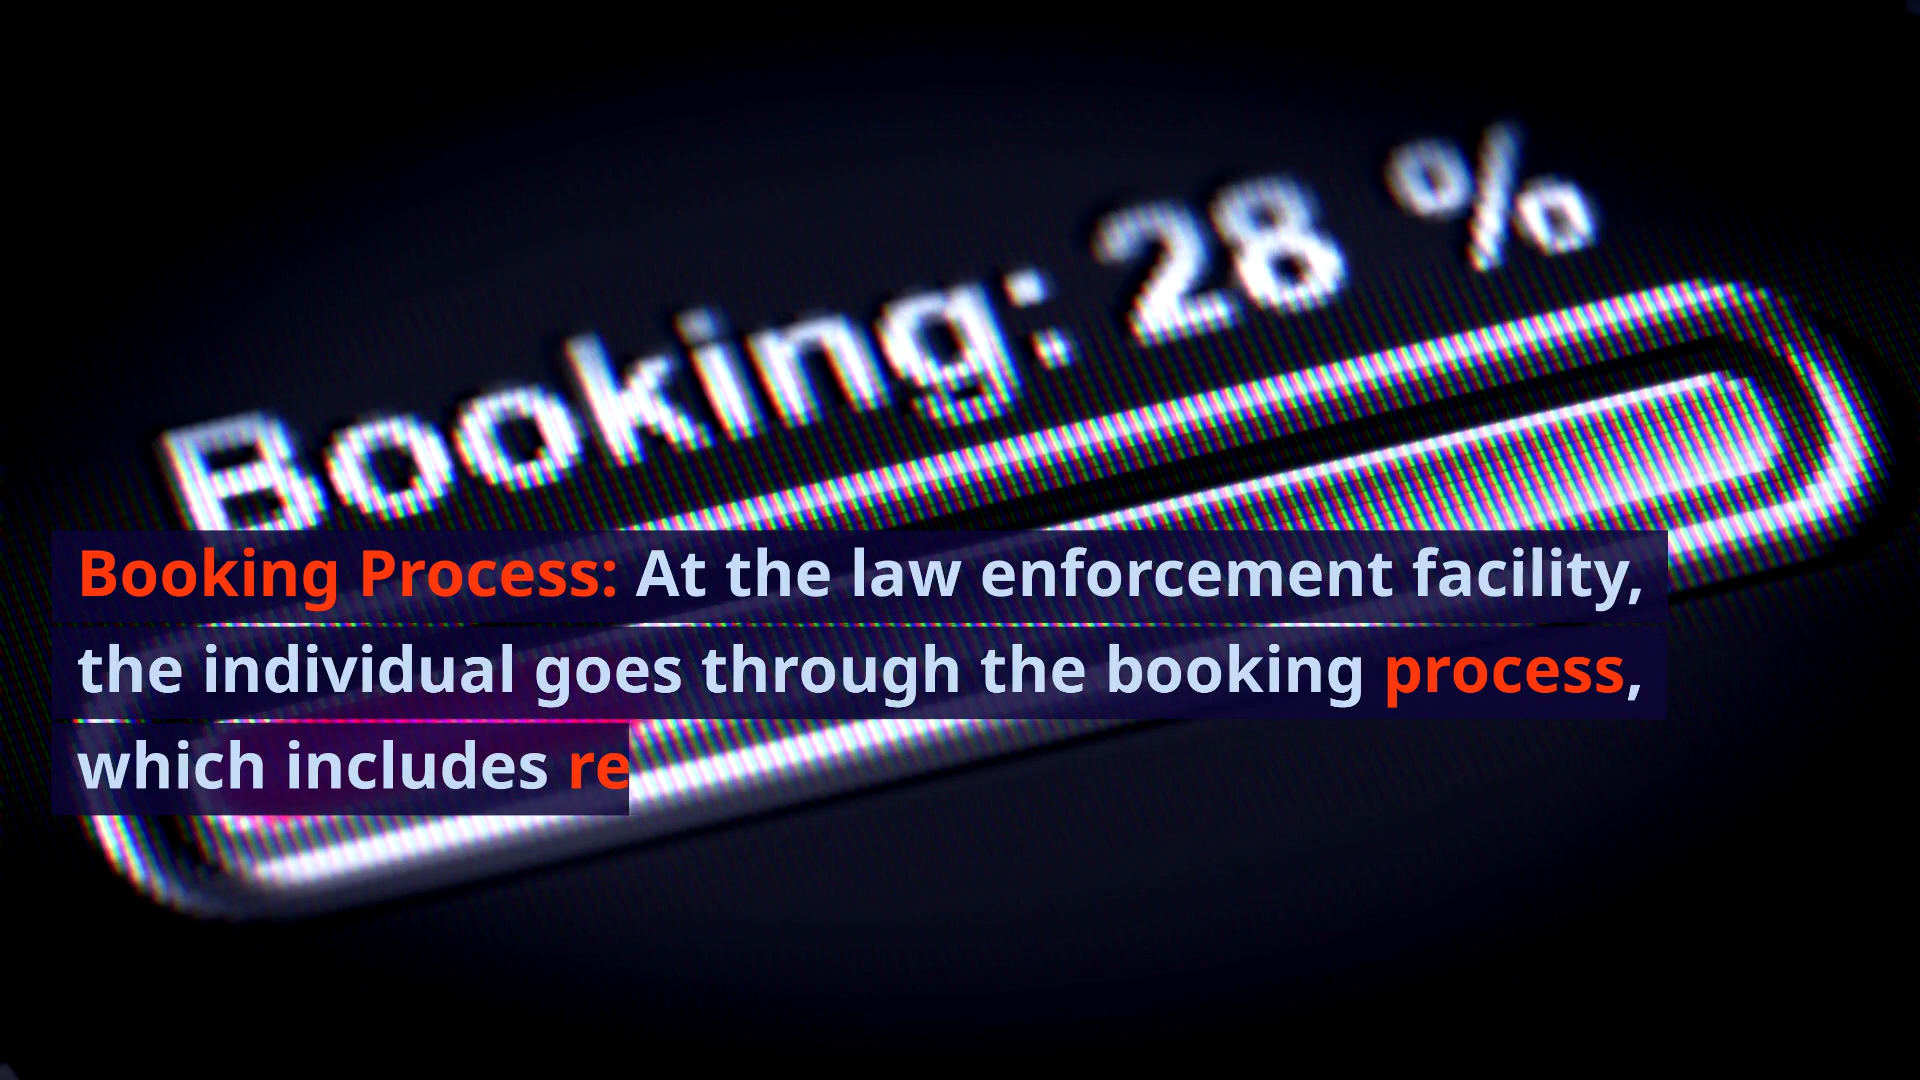 Booking: 28 %
Booking Process: At the law enforcement facility,
the individual goes through the booking process,
which includes re